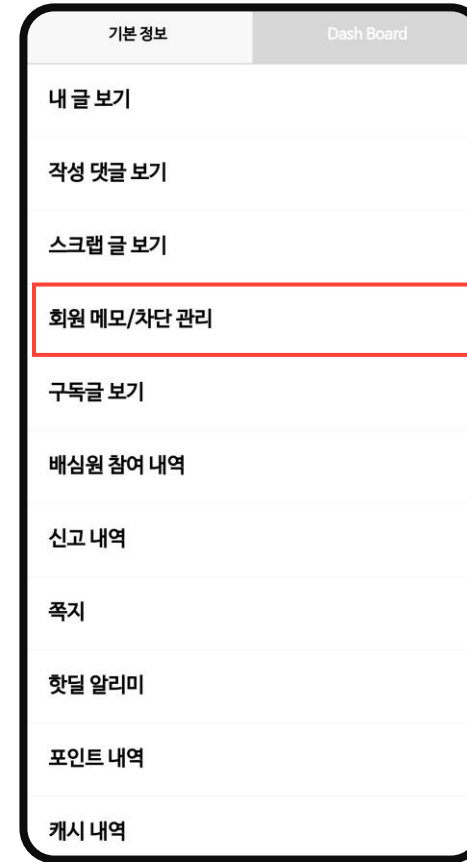 기본 정보
Dash Board
내 글 보기
작성 댓글 보기
스크랩 글 보기
회원 메모/차단 관리
구독글 보기
배심원 참여 내역
신고 내역
쪽지
핫딜 알리미
포인트 내역
캐시 내역